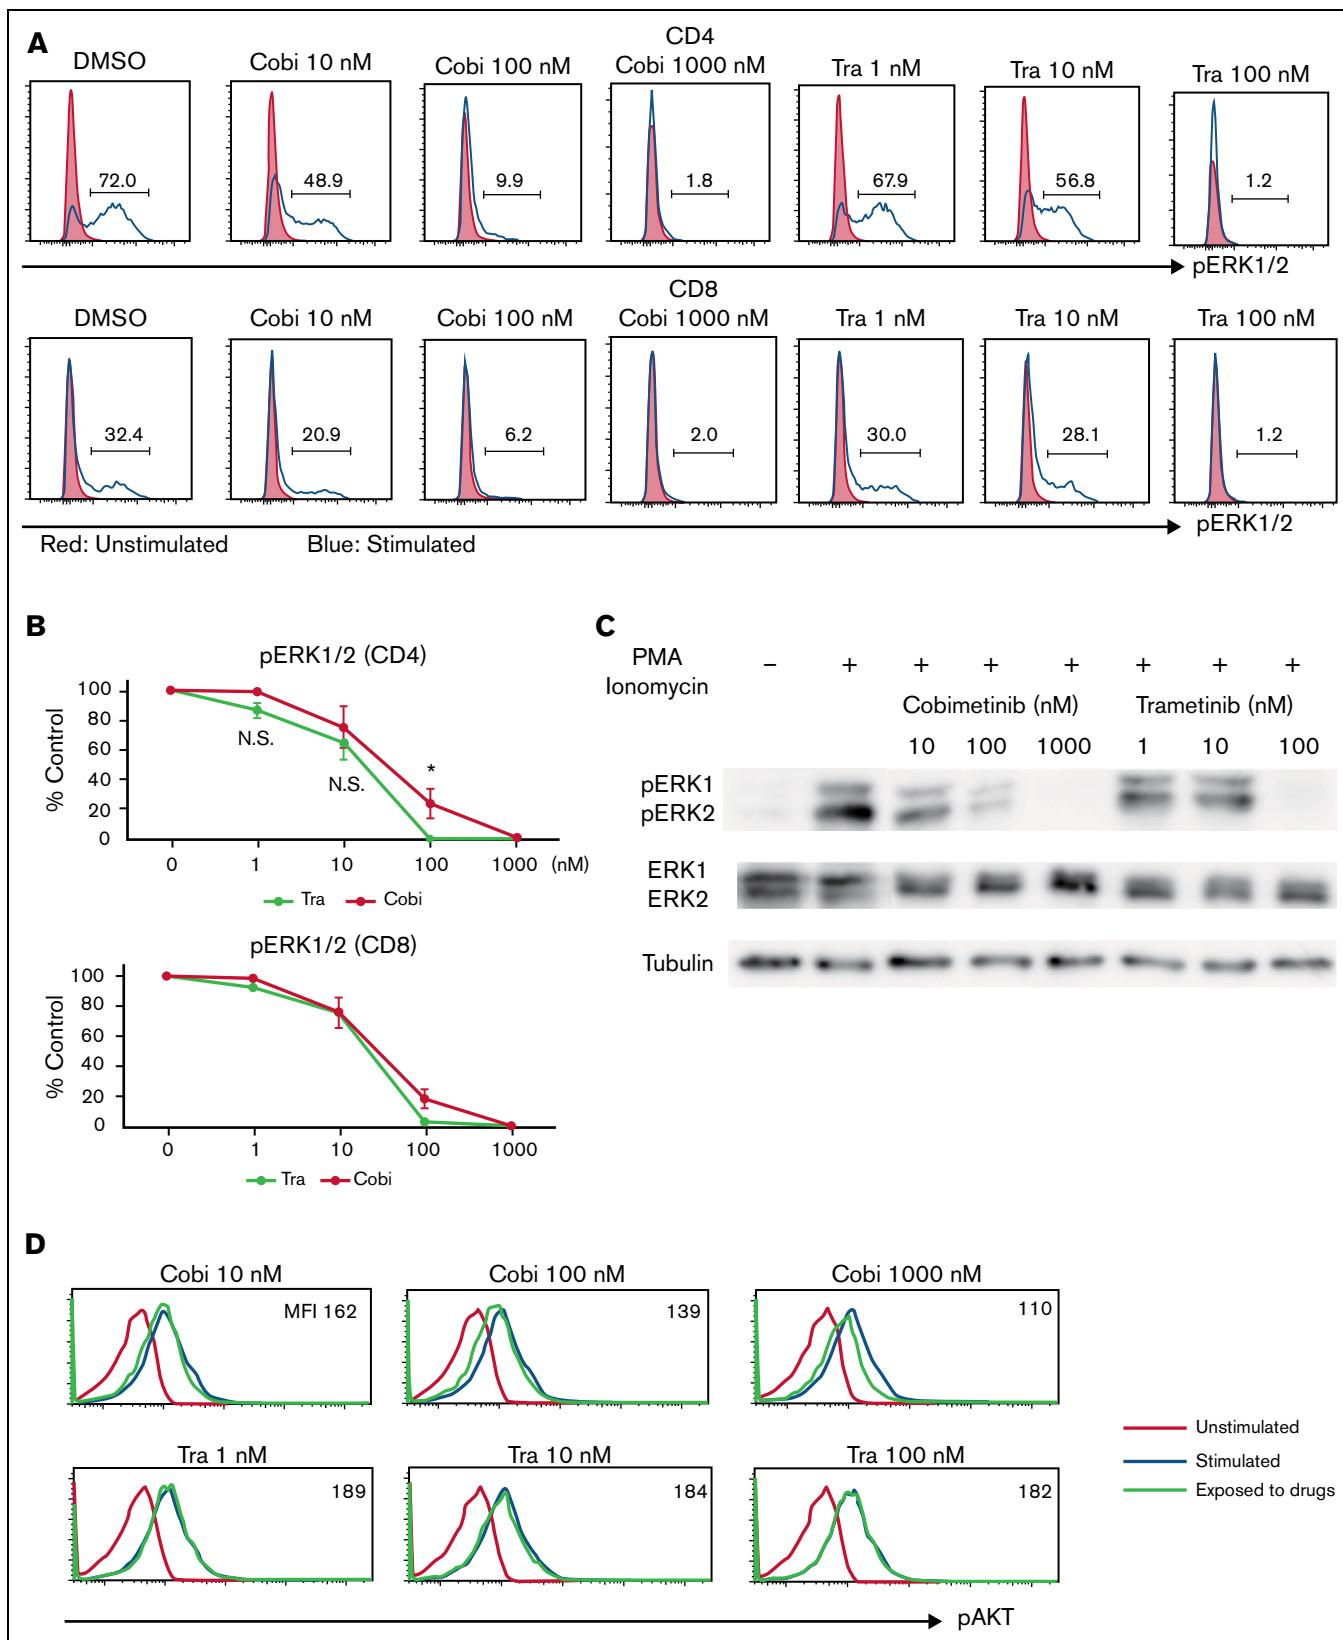 A
CD4
DMSO
Cobi 10 nM
Cobi 100 nM
Cobi 1000 nM
Tra 1 nM
Tra 10 nM
Tra 100 nM
72.0
48.9
9.9
1.8
67.9
56.8
1.2
pERK1/2
CD8
DMSO
Cobi 10 nM
Cobi 100 nM
Cobi 1000 nM
Tra 1 nM
Tra 10 nM
Tra 100 nM
32.4
20.9
6.2
2.0
30.0
28.1
1.2
pERK1/2
Red: Unstimulated
Blue: Stimulated
B
pERK1/2 (CD4)
% Control
100
80
60
40
20
0
N.S.
N.S.
*
0 1 10 100 1000 (nM)
Tra Cobi
pERK1/2 (CD8)
% Control
100
80
60
40
20
0
0 1 10 100 1000
Tra Cobi
C
PMA
Ionomycin
– + + + + + + +
Cobimetinib (nM) Trametinib (nM)
10 100 1000 1 10 100
pERK1
pERK2
ERK1
ERK2
Tubulin
D
Cobi 10 nM
Cobi 100 nM
Cobi 1000 nM
MFI 162
139
110
Tra 1 nM
Tra 10 nM
Tra 100 nM
189
184
182
pAKT
Unstimulated
Stimulated
Exposed to drugs